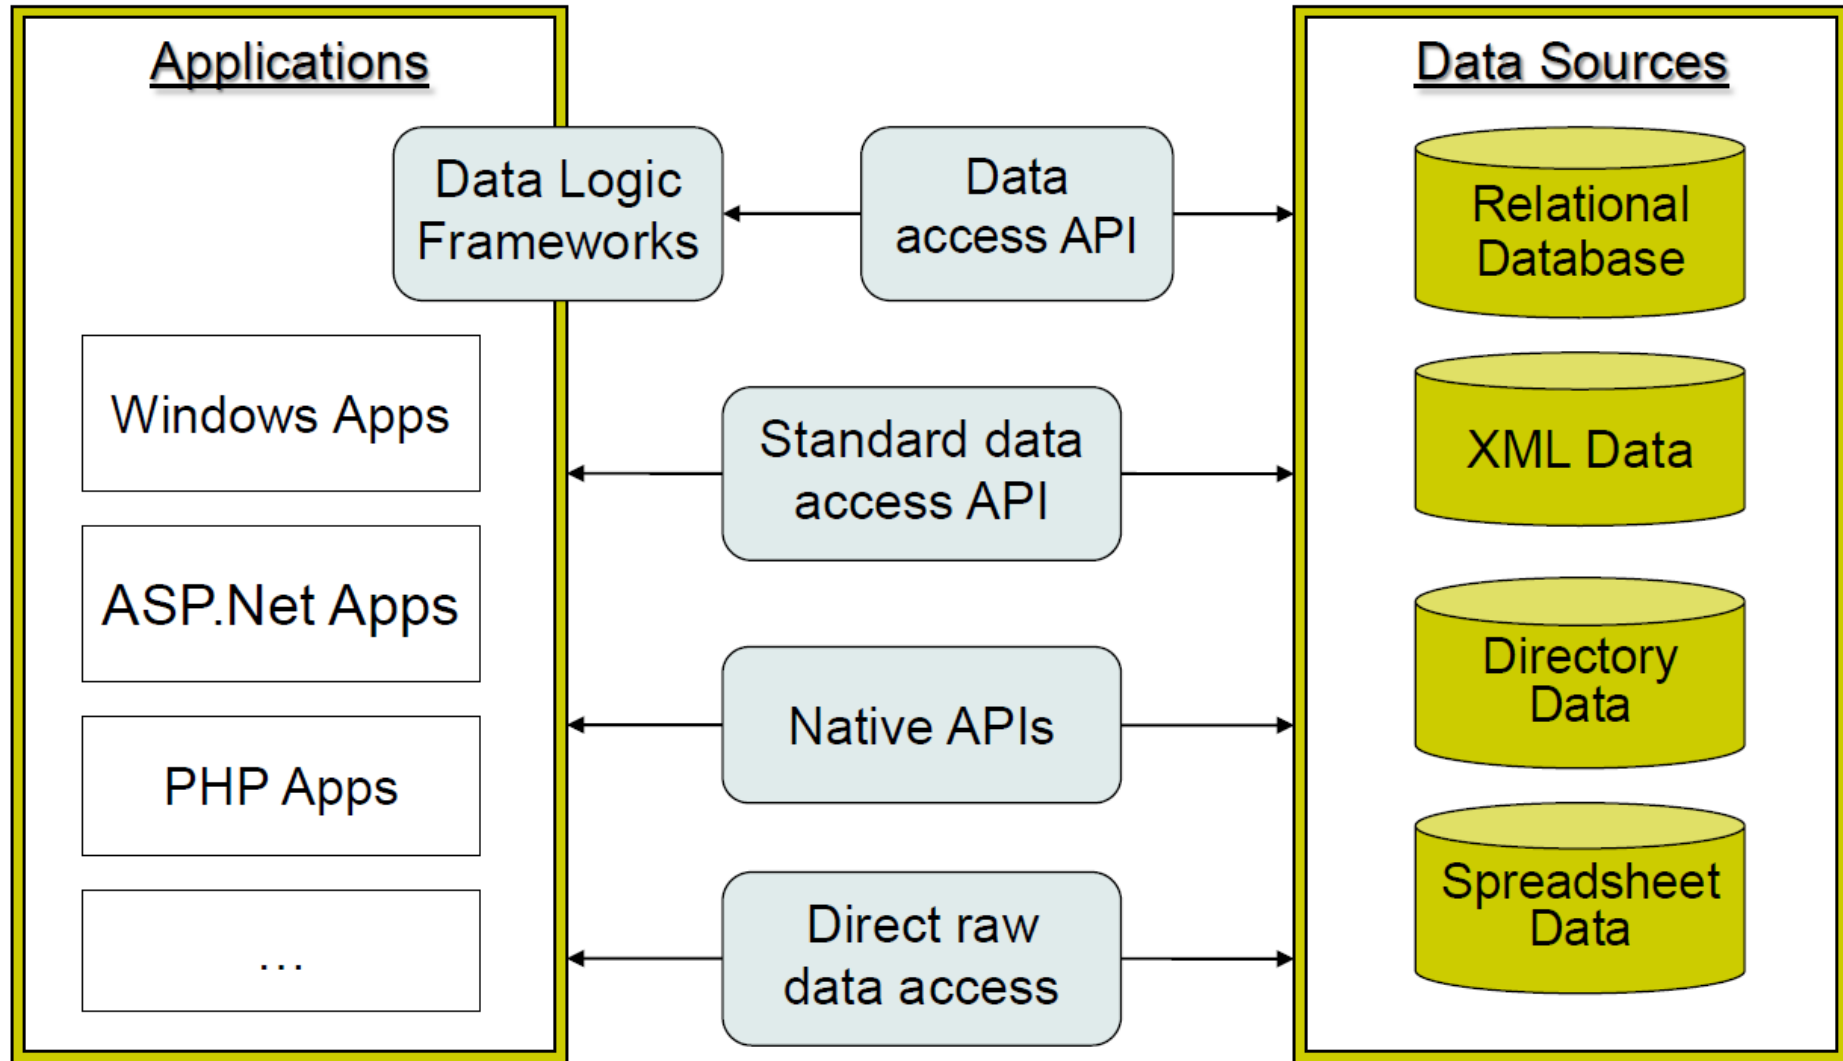 Applications
Data Logic
Frameworks
Windows Apps
ASP.Net Apps
PHP Apps
...
Data
access API
Standard data
access API
Native APIs
Direct raw
data access
Data Sources
Relational
Database
XML Data
Directory
Data
Spreadsheet
Data